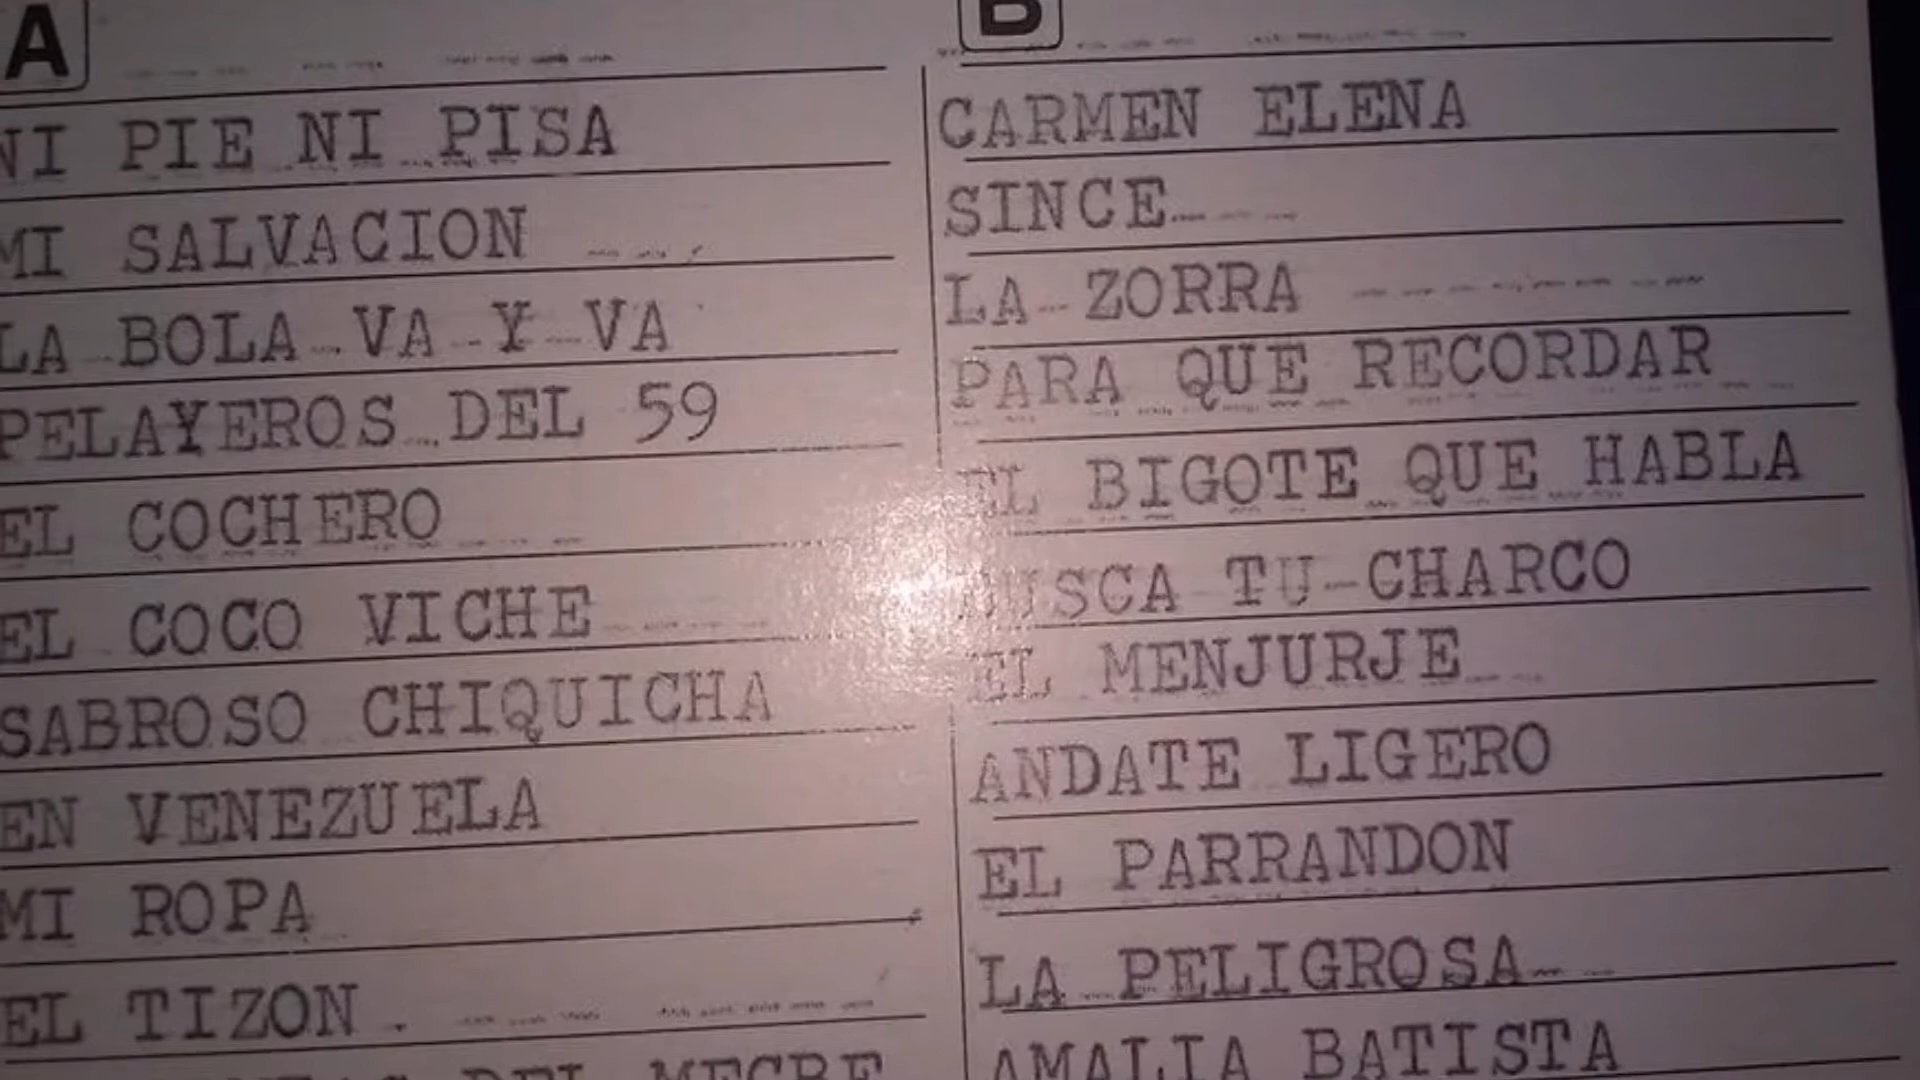 A
NI PIE NI PISA
MI SALVACION
LA BOLA VA Y VA
PELAYEROS DEL 59
EL COCHERO
EL COCO VICHE
SABROSO CHIQUICHA
EN VENEZUELA
MI ROPA
EL TIZON.
DEL
B
CARMEN ELENA
SINCE
LA ZORRA
PARA QUE RECORDAR
EL BIGOTE QUE HABLA
BUSCA TU CHARCO
EL MENJURJE
ANDATE LIGERO
EL PARRANDON
LA PELIGROSA
AMALIA BATISTA